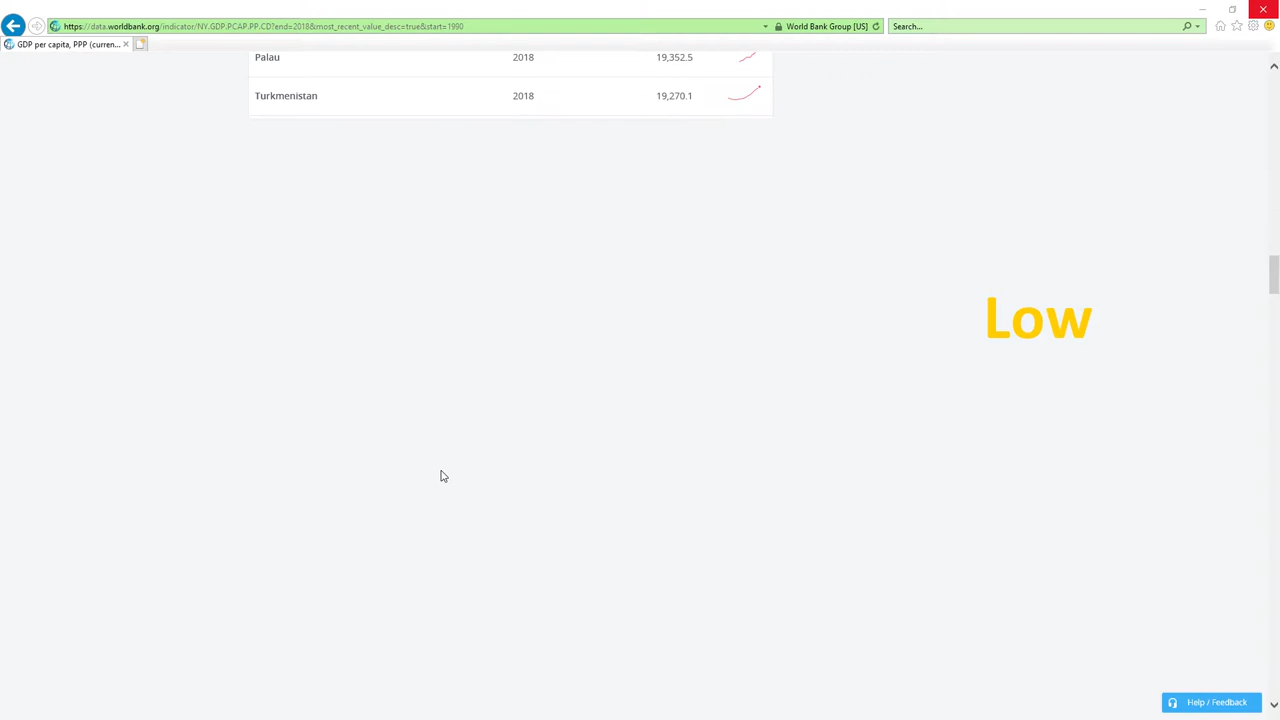 https://data.worldbank.org/indicator/NY.GDP.PCAP.PP.CD?end=2018&most_recent_value_desc=true&start=1990
World Bank Group [US]
Search...
GDP per capita, PPP (curren...
Palau 2018 19,352.5
Turkmenistan 2018 19,270.1
Low
Help / Feedback